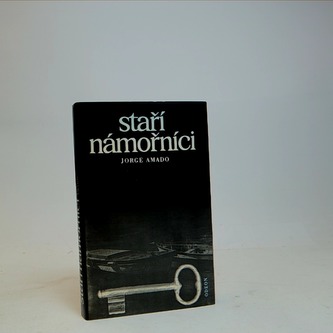 staří
námořníci
JORGE AMADO
ODEON